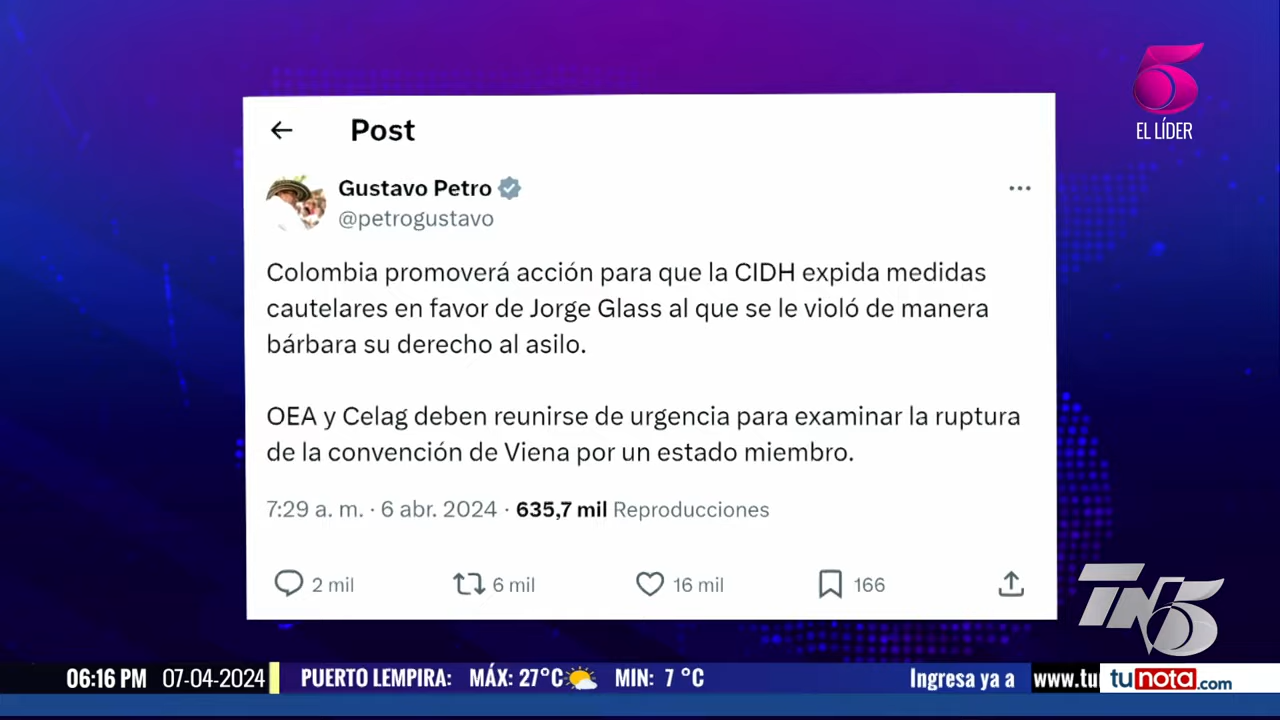 5
EL LÍDER
Post
Gustavo Petro
@petrogustavo
Colombia promoverá acción para que la CIDH expida medidas
cautelares en favor de Jorge Glass al que se le violó de manera
bárbara su derecho al asilo.
OEA y Celag deben reunirse de urgencia para examinar la ruptura
de la convención de Viena por un estado miembro.
7:29 a. m. · 6 abr. 2024 · 635,7 mil Reproducciones
2 mil 6 mil 16 mil 166
TN5
06:16 PM 07-04-2024 PUERTO LEMPIRA: MÁX: 27°C MIN: 7 °C Ingresa ya a www.tu tunota.com